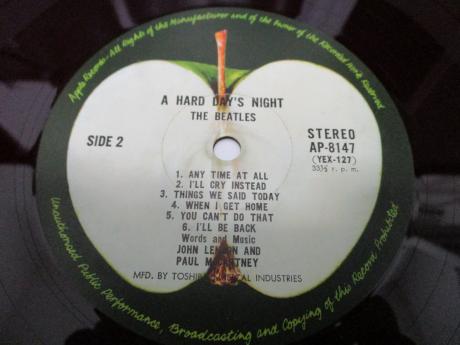 Apple Records · All Rights of the Manufacturer and of the Owner of the Recorded Work Reserved
A HARD DAY'S NIGHT
THE BEATLES
SIDE 2
STEREO
AP-8147
(YEX-127)
33⅓ r. p. m.
1. ANY TIME AT ALL
2. I'LL CRY INSTEAD
3. THINGS WE SAID TODAY
4. WHEN I GET HOME
5. YOU CAN'T DO THAT
6. I'LL BE BACK
Words and Music
JOHN LENNON AND
PAUL McCARTNEY
MFD. BY TOSHIBA MUSICAL INDUSTRIES
Unauthorised Public Performance, Broadcasting and Copying of this Record Prohibited